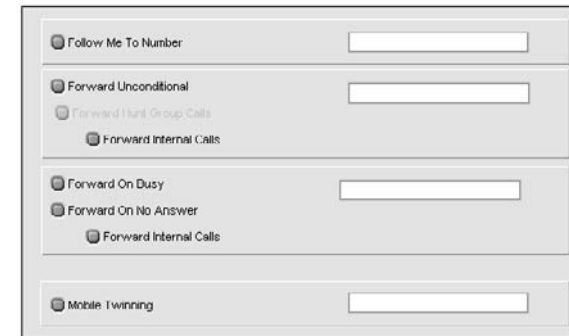 Follow Me To Number
Forward Unconditional
Forward Hunt Group Calls
Forward Internal Calls
Forward On Busy
Forward On No Answer
Forward Internal Calls
Mobile Twinning